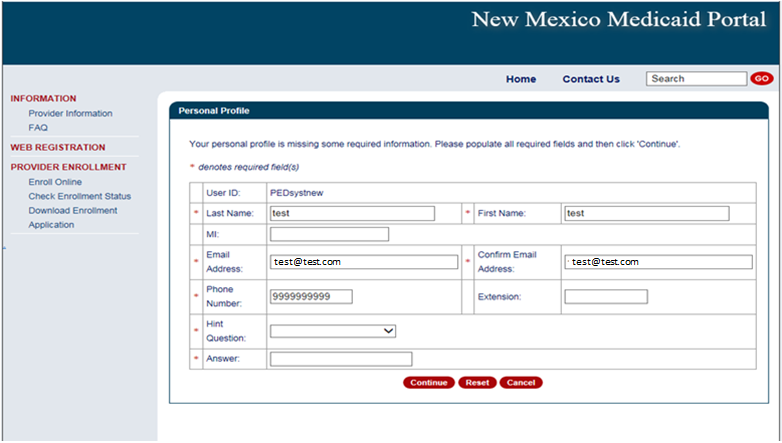 New Mexico Medicaid Portal
Home Contact Us Search GO
INFORMATION
Provider Information
FAQ
WEB REGISTRATION
PROVIDER ENROLLMENT
Enroll Online
Check Enrollment Status
Download Enrollment
Application
Personal Profile
Your personal profile is missing some required information. Please populate all required fields and then click 'Continue'.
* denotes required field(s)
User ID: PEDsystnew
* Last Name: test * First Name: test
MI:
* Email Address: test@test.com * Confirm Email Address: test@test.com
* Phone Number: 9999999999 Extension:
* Hint Question:
* Answer:
Continue Reset Cancel